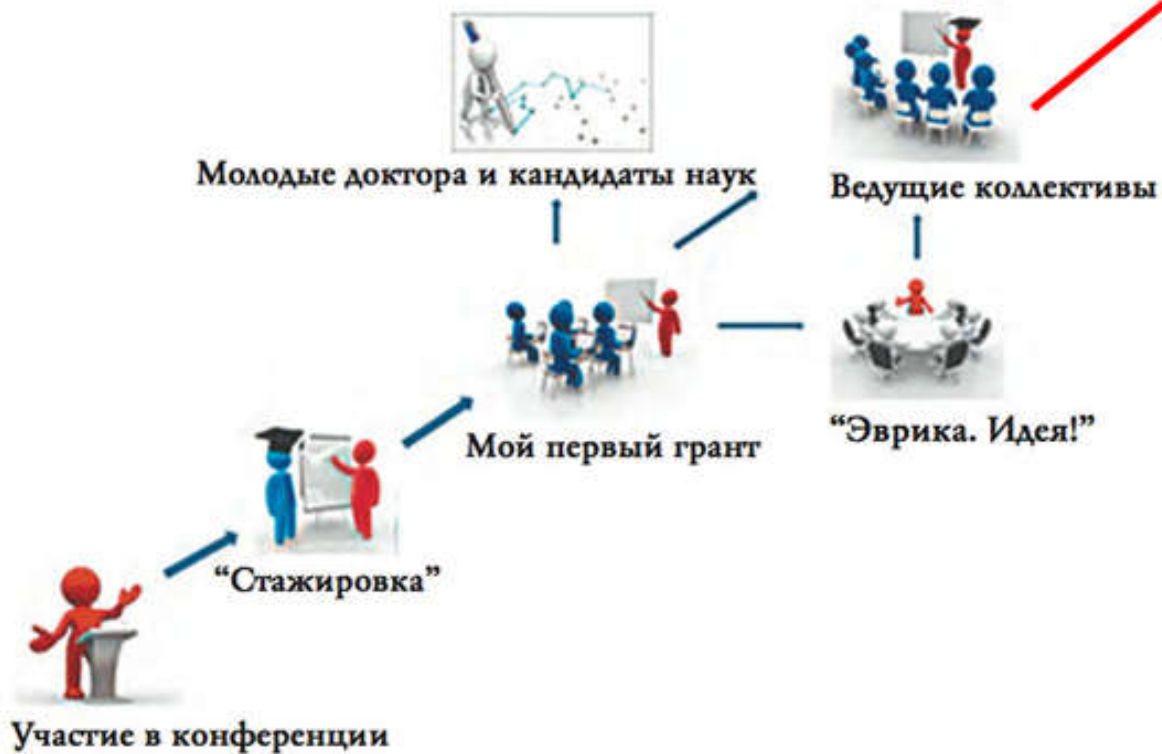 Молодые доктора и кандидаты наук
Ведущие коллективы
Мой первый грант
“Эврика. Идея!”
“Стажировка”
Участие в конференции